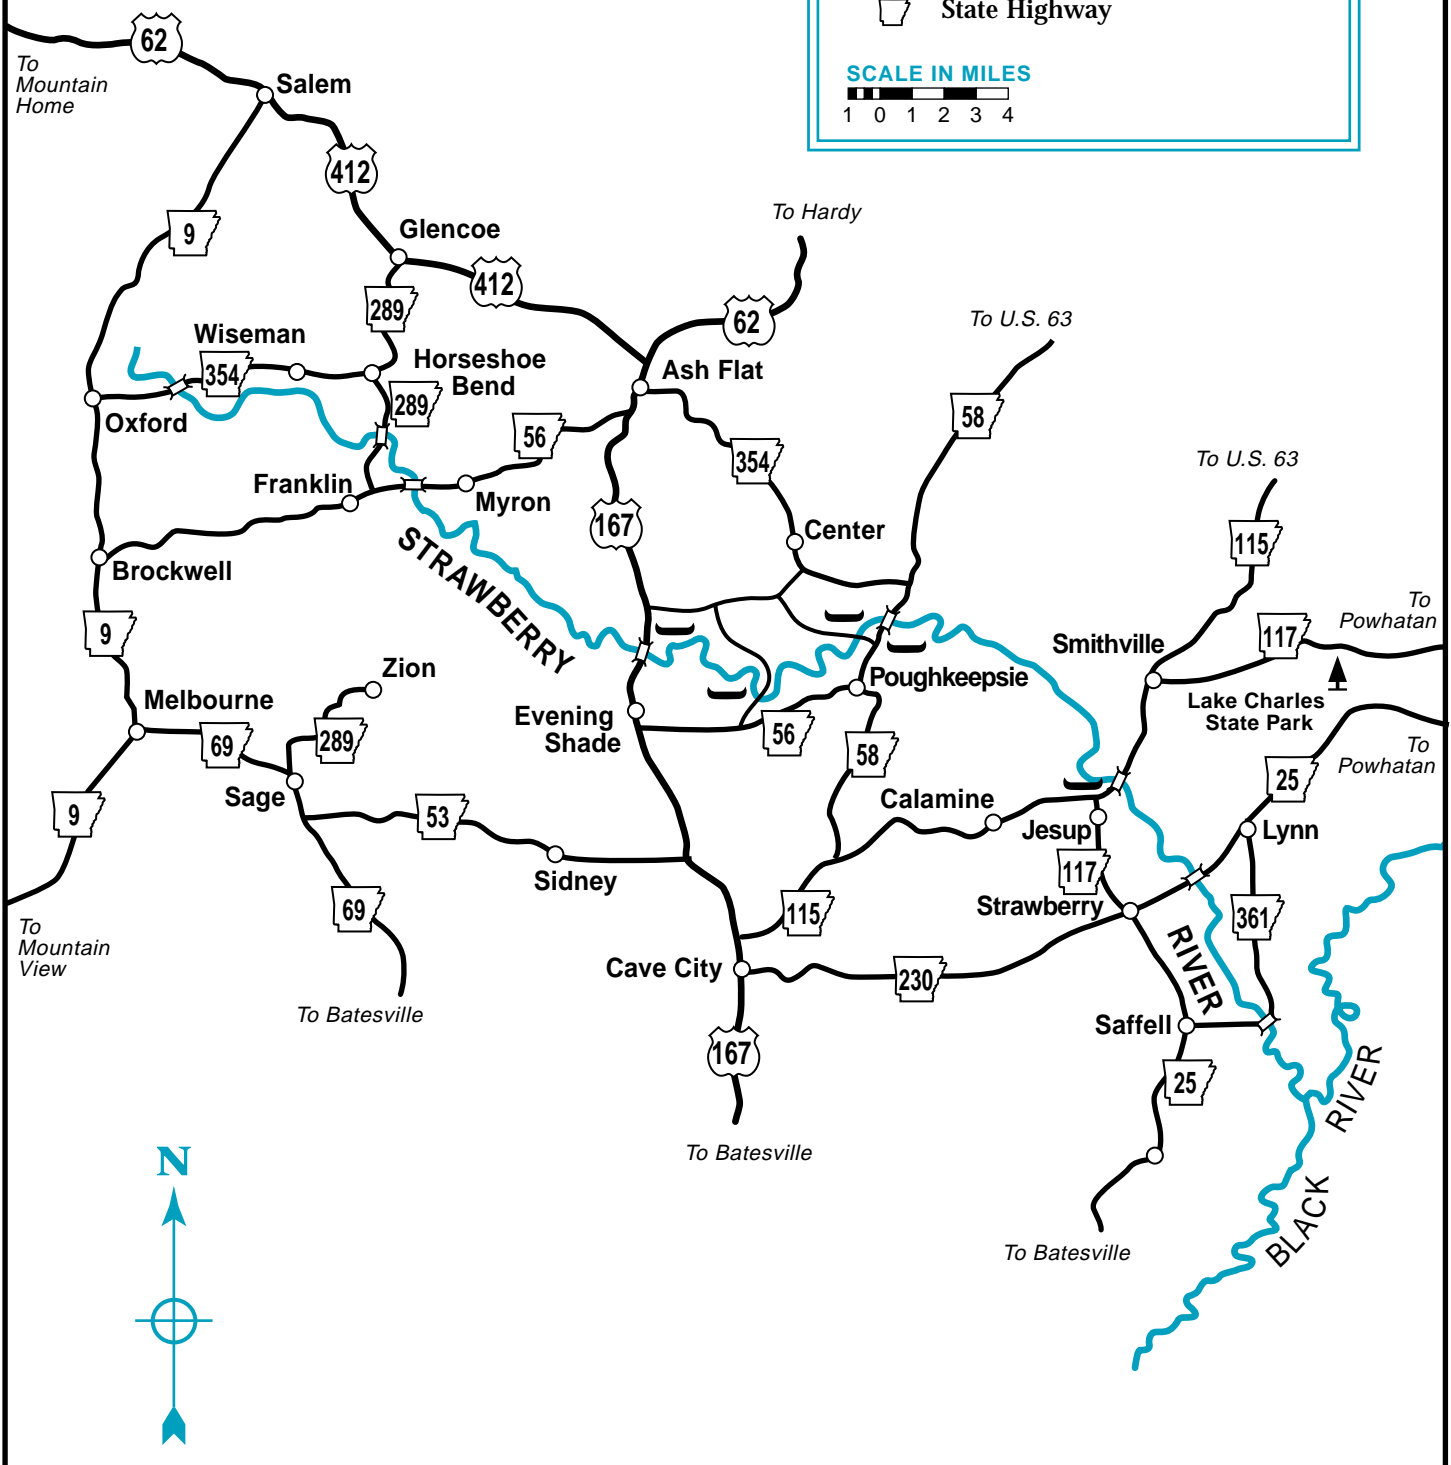 State Highway
SCALE IN MILES
1 0 1 2 3 4
62
To
Mountain
Home
Salem
412
9
Glencoe
To Hardy
412
289
62
To U.S. 63
Wiseman
354
Horseshoe
Bend
Ash Flat
289
58
Oxford
56
354
To U.S. 63
Franklin
Myron
167
Center
115
STRAWBERRY
Brockwell
To
Powhatan
9
117
Smithville
Zion
Poughkeepsie
Melbourne
Lake Charles
State Park
Evening
Shade
69
289
56
58
To
Powhatan
25
Sage
Calamine
9
53
Jesup
Lynn
Sidney
117
69
115
Strawberry
361
To
Mountain
View
Cave City
230
RIVER
To Batesville
Saffell
167
25
RIVER
To Batesville
N
BLACK
To Batesville